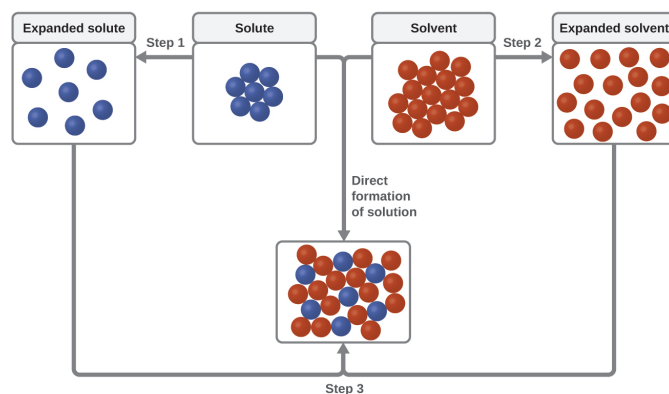 Expanded solute
Solute
Solvent
Expanded solvent
Step 1
Step 2
Direct
formation
of solution
Step 3